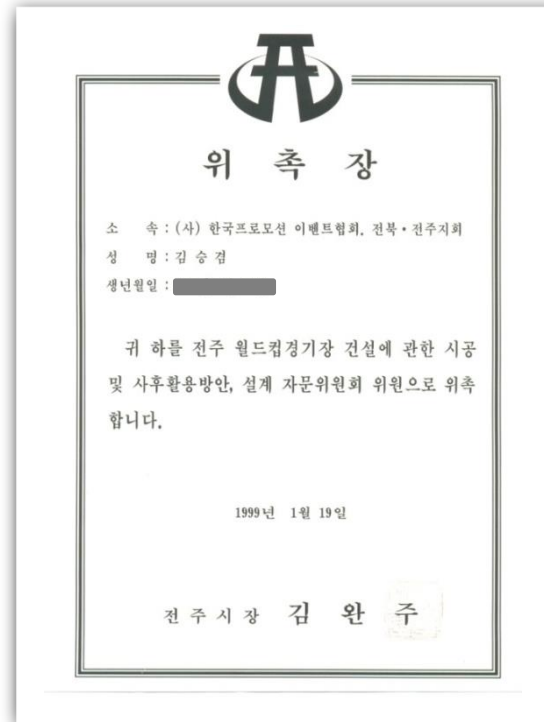 위 촉 장
소 속 : (사) 한국프로모션 이벤트협회. 전북・전주지회
성 명 : 김 승 겸
생년월일 :
귀 하를 전주 월드컵경기장 건설에 관한 시공
및 사후활용방안, 설계 자문위원회 위원으로 위촉
합니다.
1999년 1월 19일
전 주 시 장 김 완 주